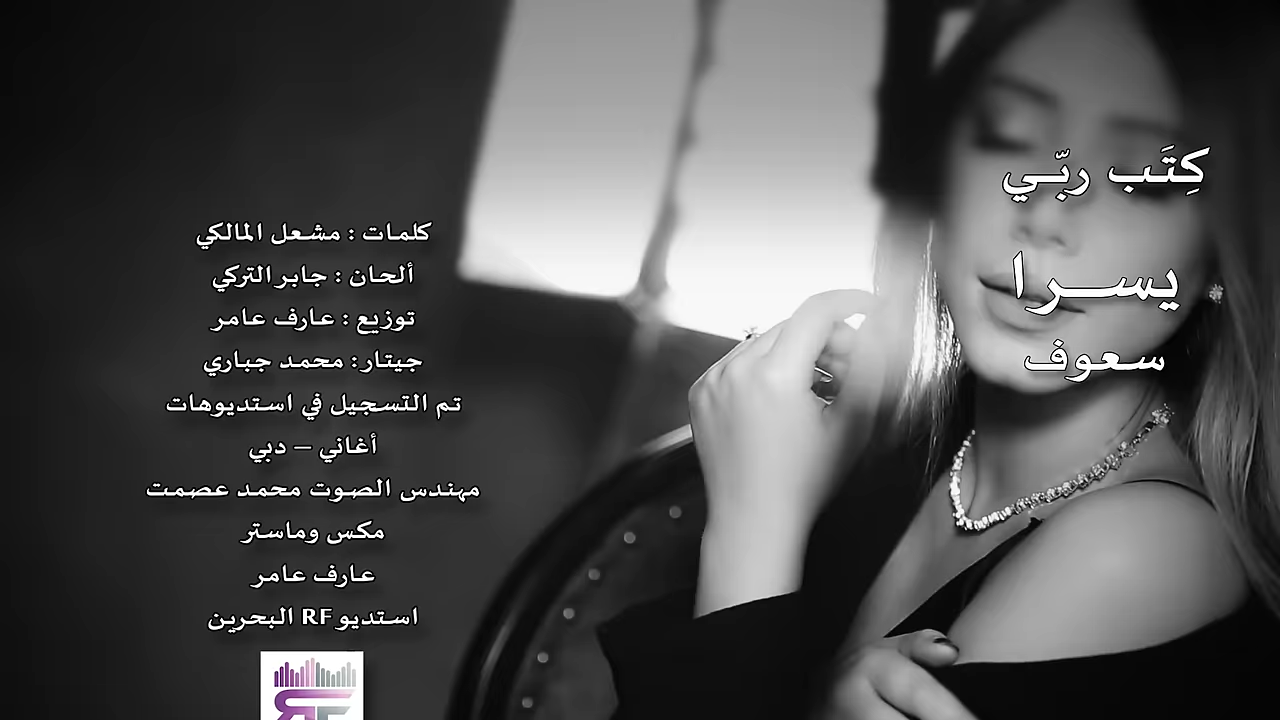 كِتَب ربّي
يسرا
سعوف
كلمات : مشعل المالكي
ألحان : جابر التركي
توزيع : عارف عامر
جيتار: محمد جباري
تم التسجيل في استديوهات
أغاني – دبي
مهندس الصوت محمد عصمت
مكس وماستر
عارف عامر
استديو RF البحرين
RF